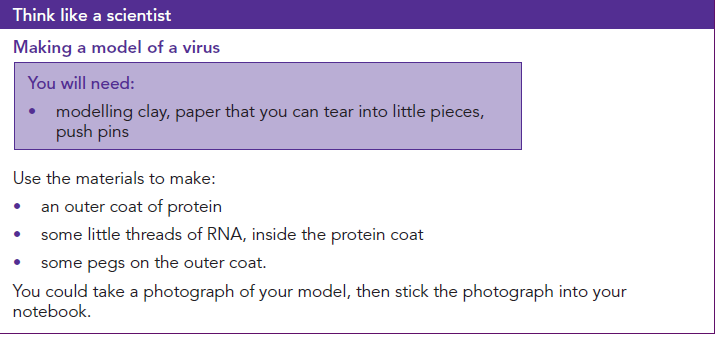 Think like a scientist
Making a model of a virus
You will need:
• modelling clay, paper that you can tear into little pieces,
push pins
Use the materials to make:
• an outer coat of protein
• some little threads of RNA, inside the protein coat
• some pegs on the outer coat.
You could take a photograph of your model, then stick the photograph into your
notebook.